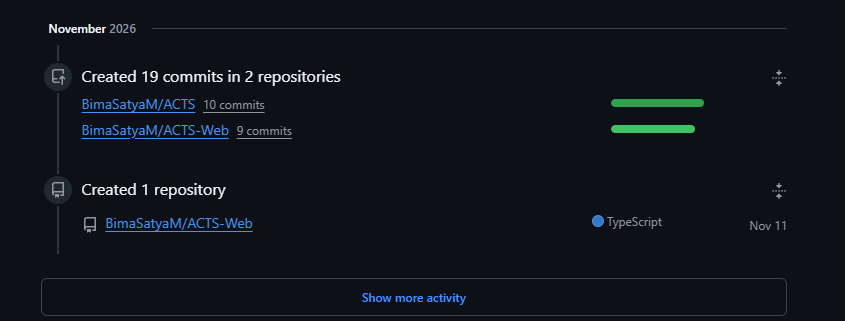 November 2026
Created 19 commits in 2 repositories
BimaSatyaM/ACTS 10 commits
BimaSatyaM/ACTS-Web 9 commits
Created 1 repository
BimaSatyaM/ACTS-Web TypeScript Nov 11
Show more activity